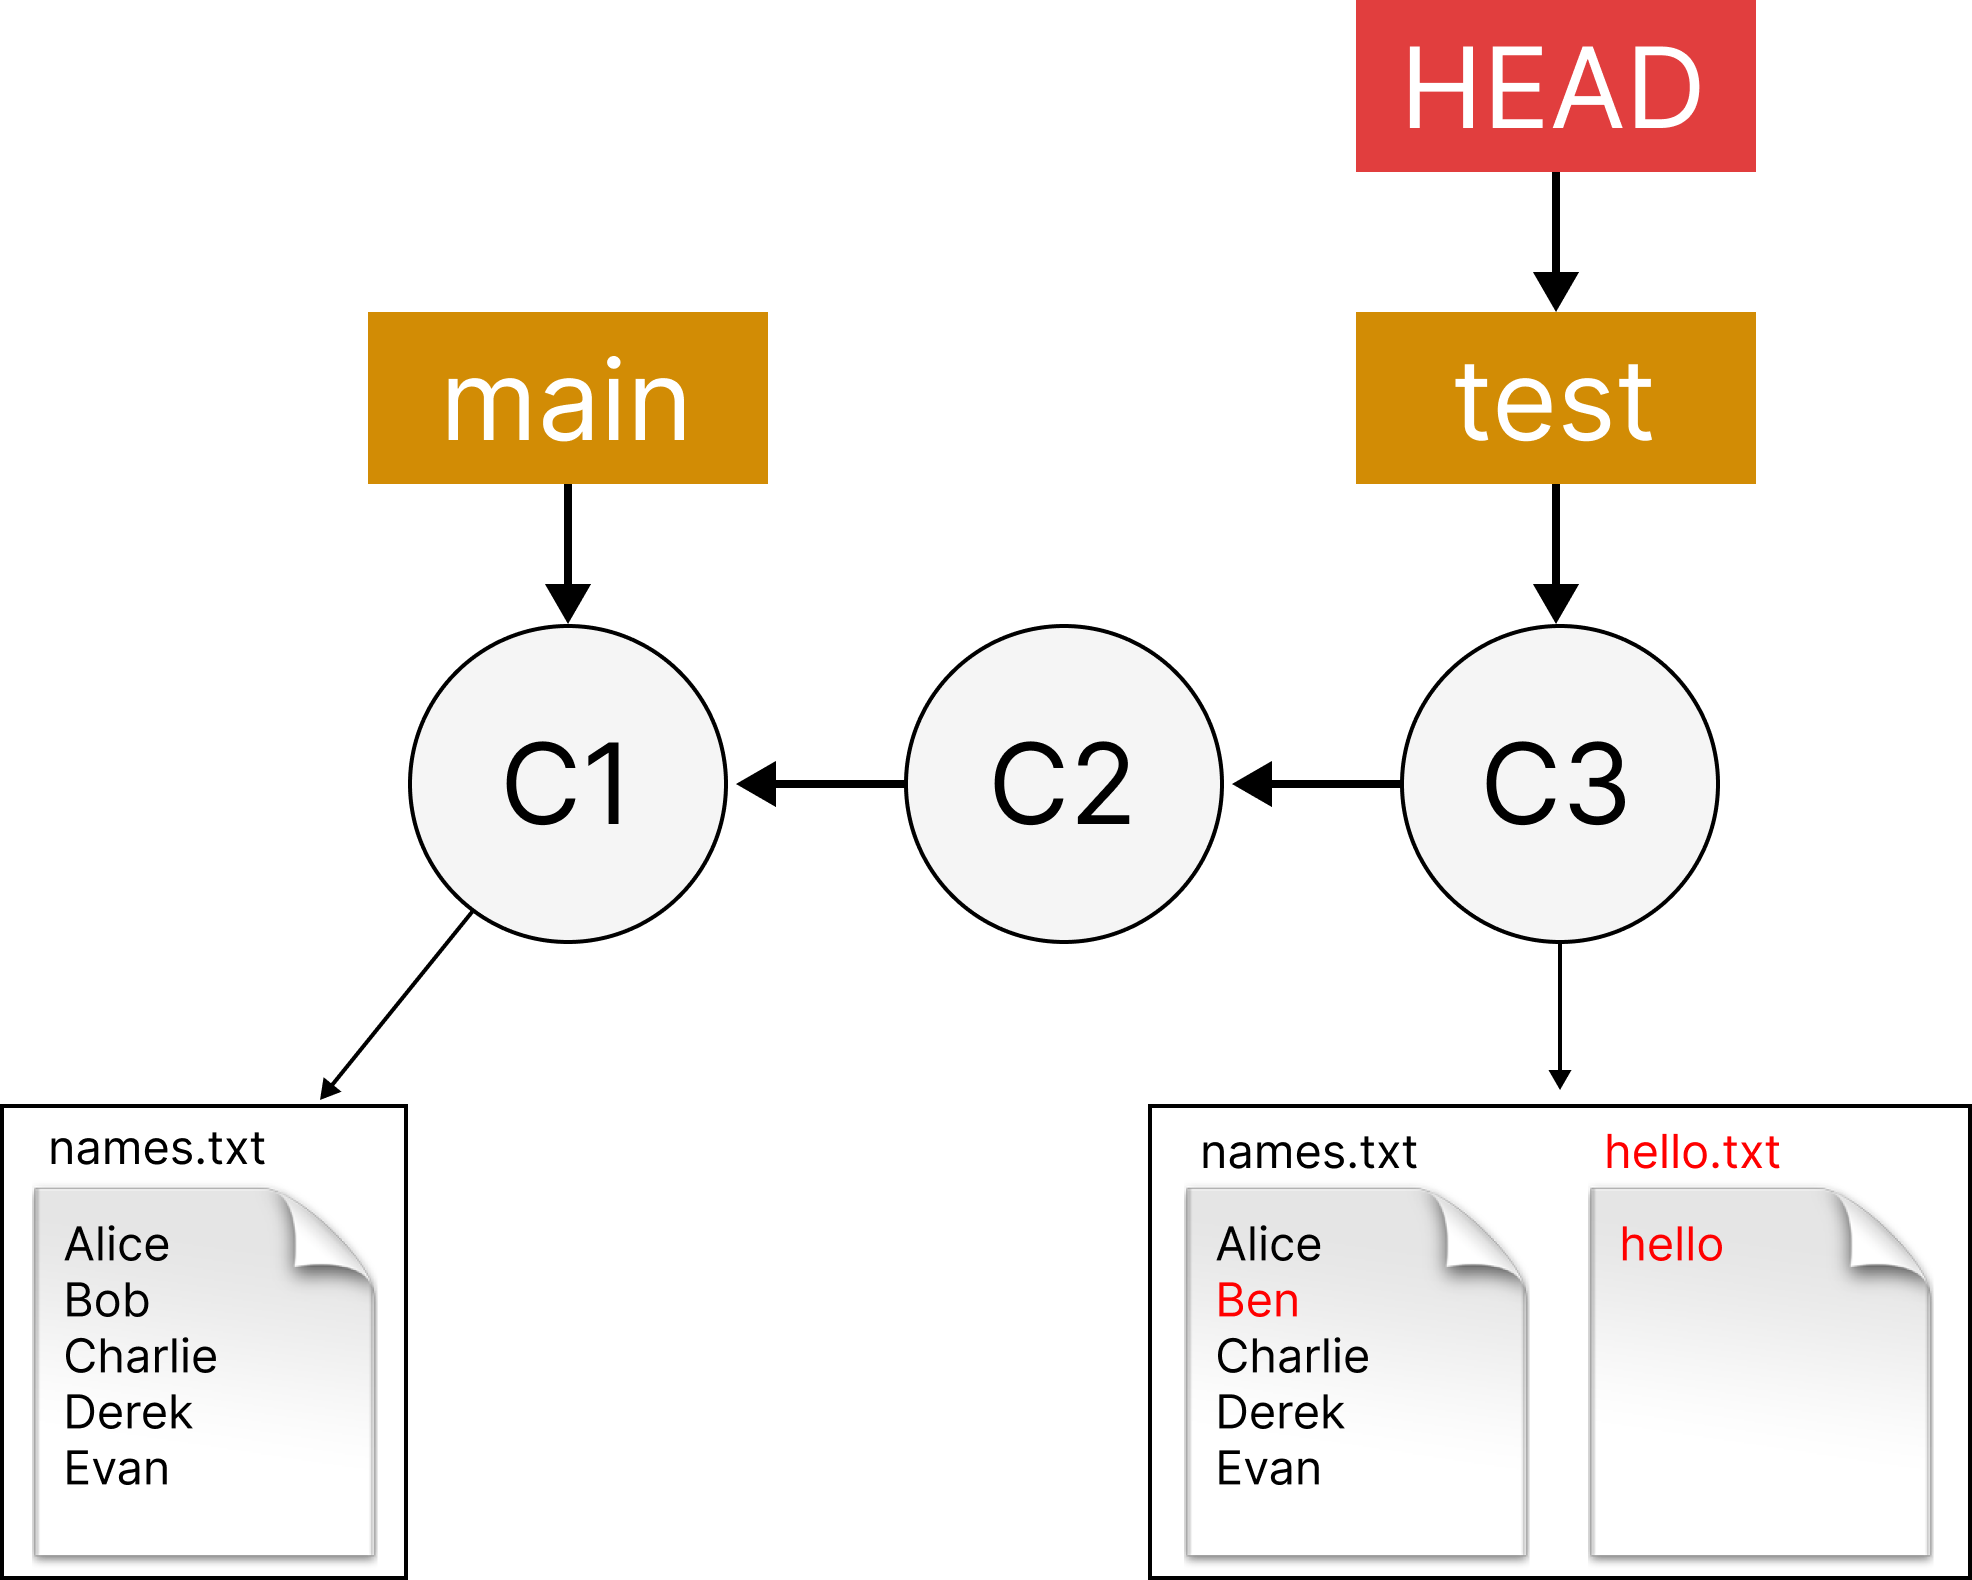 HEAD
main
test
C1
C2
C3
names.txt
Alice
Bob
Charlie
Derek
Evan
names.txt
Alice
Ben
Charlie
Derek
Evan
hello.txt
hello